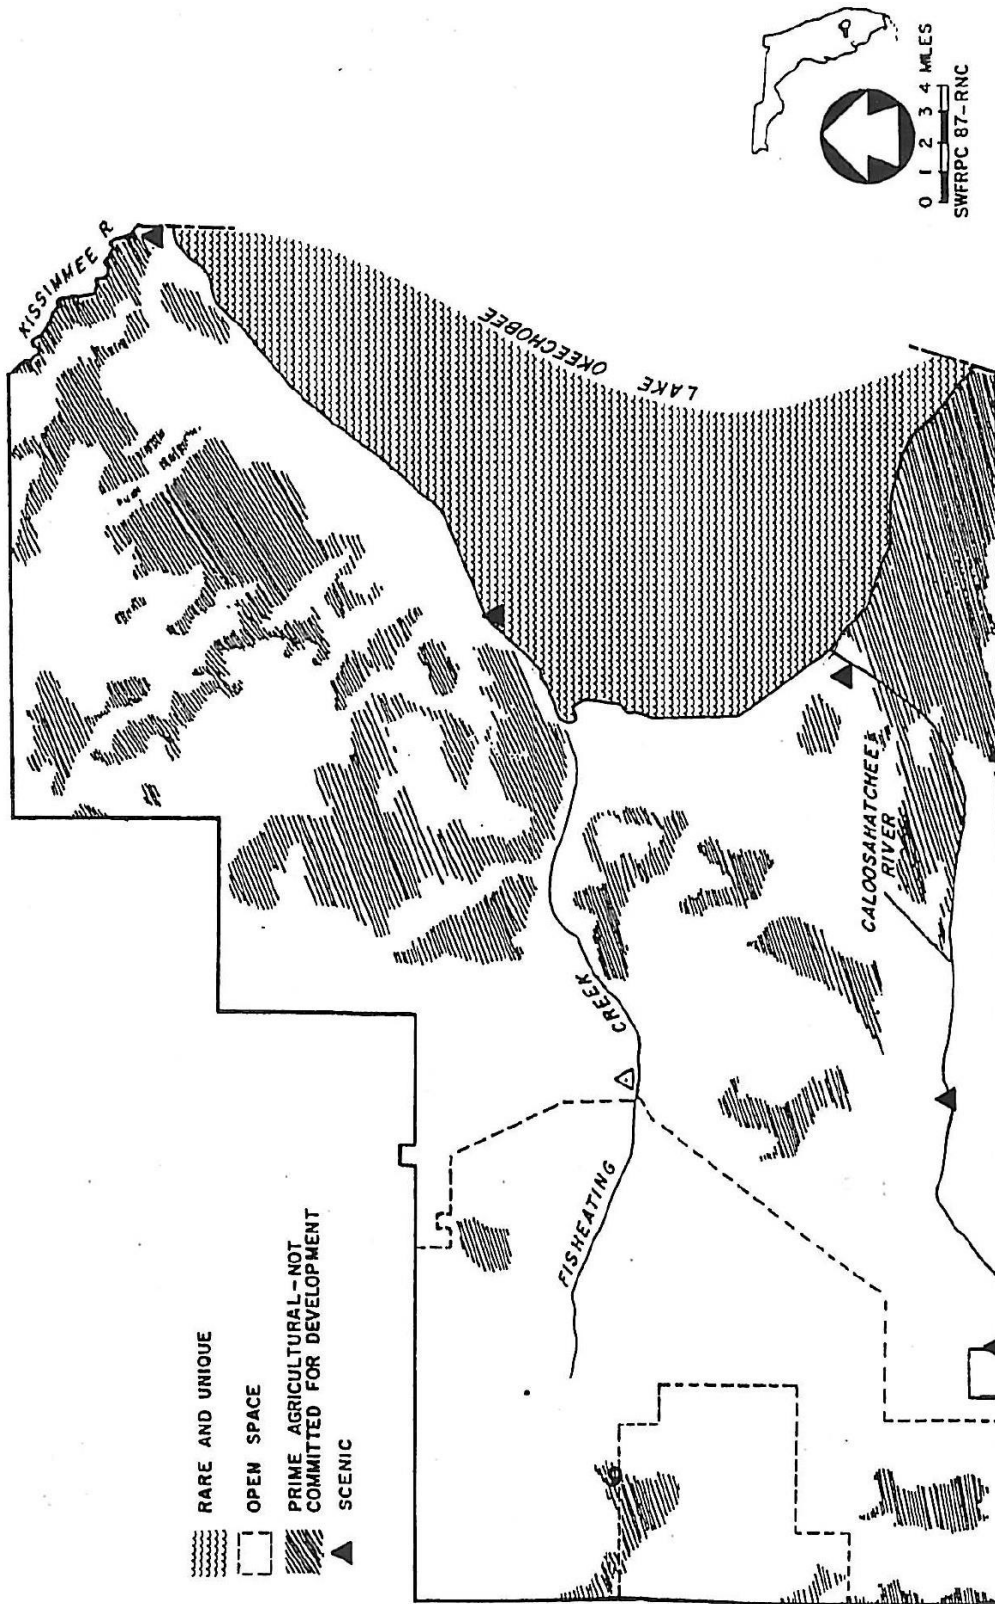 KISSIMMEE R
LAKE OKEECHOBEE
FISHEATING CREEK
CALOOSAHATCHEE
RIVER
RARE AND UNIQUE
OPEN SPACE
PRIME AGRICULTURAL-NOT
COMMITTED FOR DEVELOPMENT
SCENIC
0 1 2 3 4 MILES
SWFRPC 87-RNC